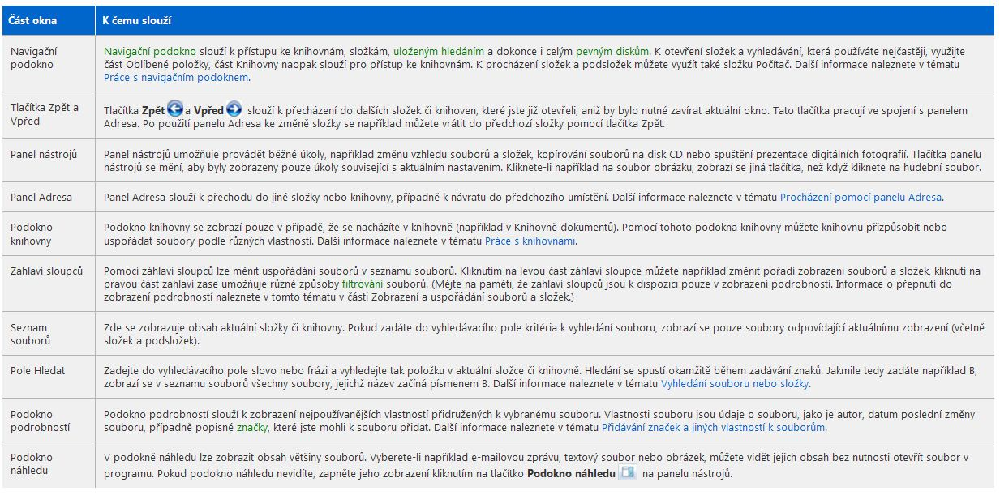 Část okna
K čemu slouží
Navigační
podokno
Navigační podokno slouží k přístupu ke knihovnám, složkám, uloženým hledáním a dokonce i celým pevným diskům. K otevření složek a vyhledávání, která používáte nejčastěji, využijte
část Oblíbené položky, část Knihovny naopak slouží pro přístup ke knihovnám. K procházení složek a podsložek můžete využít také složku Počítač. Další informace naleznete v tématu
Práce s navigačním podoknem.
Tlačítka Zpět a
Vpřed
Tlačítka Zpět a Vpřed slouží k přecházení do dalších složek či knihoven, které jste již otevřeli, aniž by bylo nutné zavírat aktuální okno. Tato tlačítka pracují ve spojení s panelem
Adresa. Po použití panelu Adresa ke změně složky se například můžete vrátit do předchozí složky pomocí tlačítka Zpět.
Panel nástrojů
Panel nástrojů umožňuje provádět běžné úkoly, například změnu vzhledu souborů a složek, kopírování souborů na disk CD nebo spuštění prezentace digitálních fotografií. Tlačítka panelu
nástrojů se mění, aby byly zobrazeny pouze úkoly související s aktuálním nastavením. Kliknete-li například na soubor obrázku, zobrazí se jiná tlačítka, než když kliknete na hudební soubor.
Panel Adresa
Panel Adresa slouží k přechodu do jiné složky nebo knihovny, případně k návratu do předchozího umístění. Další informace naleznete v tématu Procházení pomocí panelu Adresa.
Podokno
knihovny
Podokno knihovny se zobrazí pouze v případě, že se nacházíte v knihovně (například v Knihovně dokumentů). Pomocí tohoto podokna knihovny můžete knihovnu přizpůsobit nebo
uspořádat soubory podle různých vlastností. Další informace naleznete v tématu Práce s knihovnami.
Záhlaví sloupců
Pomocí záhlaví sloupců lze měnit uspořádání souborů v seznamu souborů. Kliknutím na levou část záhlaví sloupce můžete například změnit pořadí zobrazení souborů a složek, kliknutí na
pravou část záhlaví zase umožňuje různé způsoby filtrování souborů. (Mějte na paměti, že záhlaví sloupců jsou k dispozici pouze v zobrazení podrobností. Informace o přepnutí do
zobrazení podrobností naleznete v tomto tématu v části Zobrazení a uspořádání souborů a složek.)
Seznam
souborů
Zde se zobrazuje obsah aktuální složky či knihovny. Pokud zadáte do vyhledávacího pole kritéria k vyhledání souboru, zobrazí se pouze soubory odpovídající aktuálnímu zobrazení (včetně
složek a podsložek).
Pole Hledat
Zadejte do vyhledávacího pole slovo nebo frázi a vyhledejte tak položku v aktuální složce či knihovně. Hledání se spustí okamžitě během zadávání znaků. Jakmile tedy zadáte například B,
zobrazí se v seznamu souborů všechny soubory, jejichž název začíná písmenem B. Další informace naleznete v tématu Vyhledání souboru nebo složky.
Podokno
podrobností
Podokno podrobností slouží k zobrazení nejpoužívanějších vlastností přidružených k vybranému souboru. Vlastnosti souboru jsou údaje o souboru, jako je autor, datum poslední změny
souboru, případně popisné značky, které jste mohli k souboru přidat. Další informace naleznete v tématu Přidávání značek a jiných vlastností k souborům.
Podokno
náhledu
V podokně náhledu lze zobrazit obsah většiny souborů. Vyberete-li například e-mailovou zprávu, textový soubor nebo obrázek, můžete vidět jejich obsah bez nutnosti otevřít soubor v
programu. Pokud podokno náhledu nevidíte, zapněte jeho zobrazení kliknutím na tlačítko Podokno náhledu na panelu nástrojů.